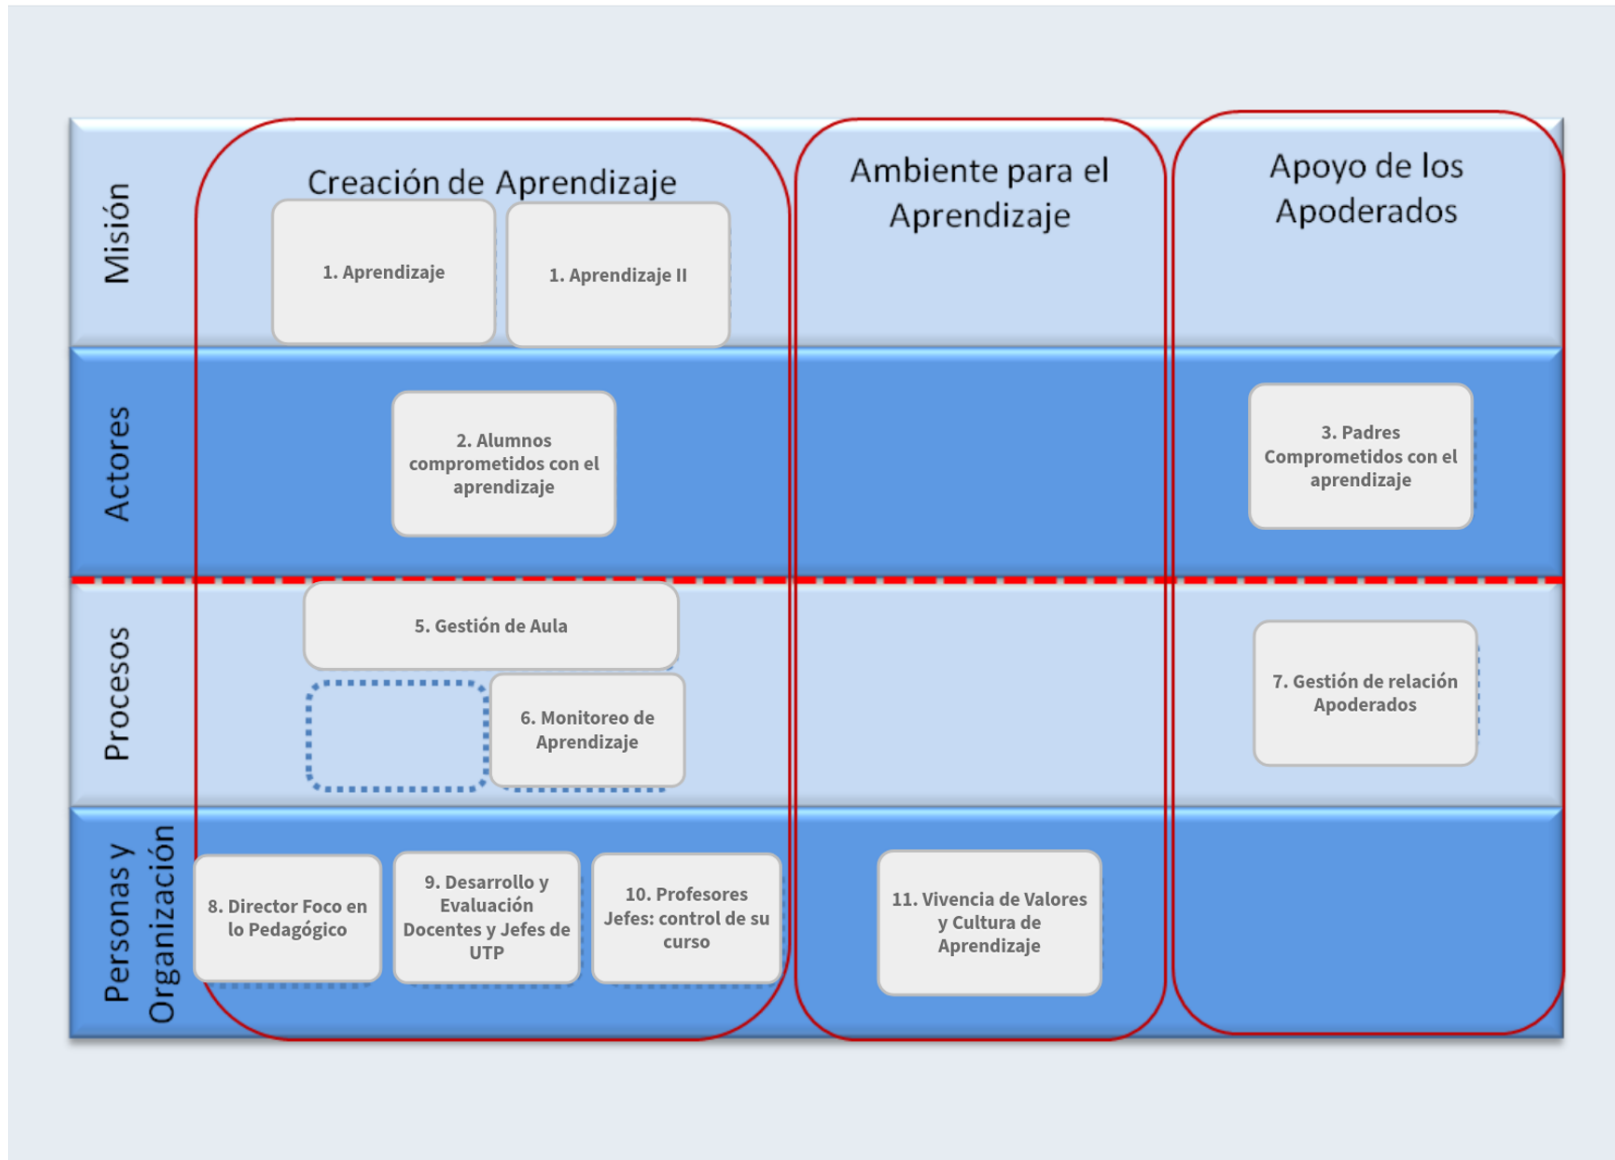 Misión
Creación de Aprendizaje
Ambiente para el
Aprendizaje
Apoyo de los
Apoderados
1. Aprendizaje
1. Aprendizaje II
Actores
2. Alumnos
comprometidos con el
aprendizaje
3. Padres
Comprometidos con el
aprendizaje
Procesos
5. Gestión de Aula
6. Monitoreo de
Aprendizaje
7. Gestión de relación
Apoderados
Personas y
Organización
8. Director Foco en
lo Pedagógico
9. Desarrollo y
Evaluación
Docentes y Jefes de
UTP
10. Profesores
Jefes: control de su
curso
11. Vivencia de Valores
y Cultura de
Aprendizaje